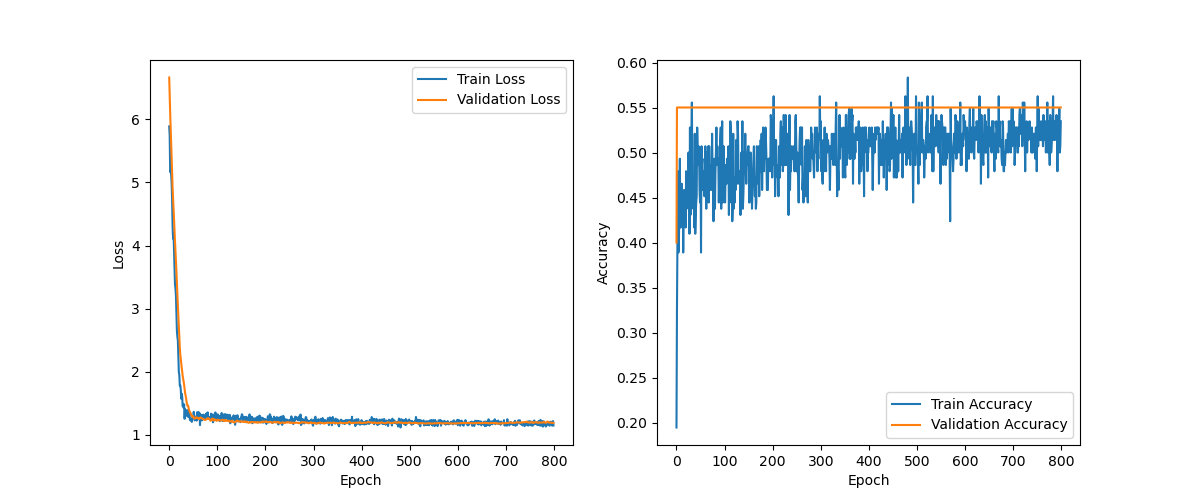 Train Loss
Validation Loss
6
5
4
3
2
1
Loss
0 100 200 300 400 500 600 700 800
Epoch
0.60
0.55
0.50
0.45
0.40
0.35
0.30
0.25
0.20
Accuracy
Train Accuracy
Validation Accuracy
0 100 200 300 400 500 600 700 800
Epoch